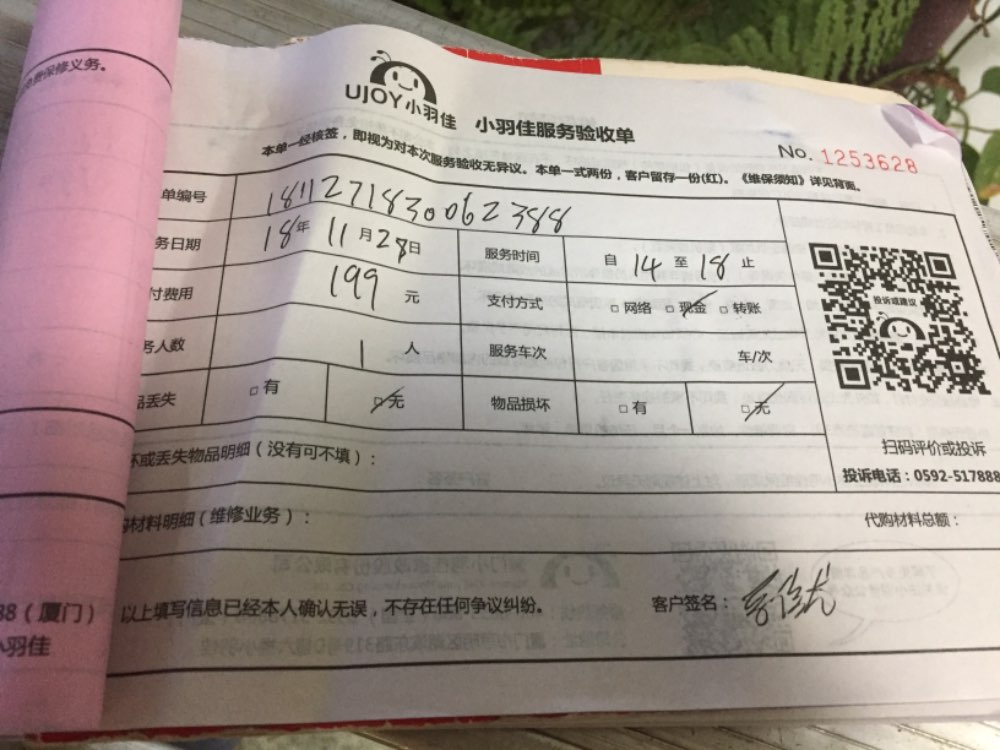 费保修义务。
UJOY小羽佳 小羽佳服务验收单
No. 1253628
本单一经核签，即视为对本次服务验收无异议。本单一式两份，客户留存一份(红)。《维保须知》详见背面。
单编号 181127183006２388
务日期 18年 11月28日 服务时间 自 14 至 18 止
付费用 199 元 支付方式 □网络 □现金 □转账
务人数 1 人 服务车次 车/次
品丢失 □有 □无 物品损坏 □有 □无
投诉或建议
扫码评价或投诉
投诉电话：0592-517888
坏或丢失物品明细（没有可不填）：
购材料明细（维修业务）： 代购材料总额：
以上填写信息已经本人确认无误，不存在任何争议纠纷。 客户签名：
88（厦门）
小羽佳